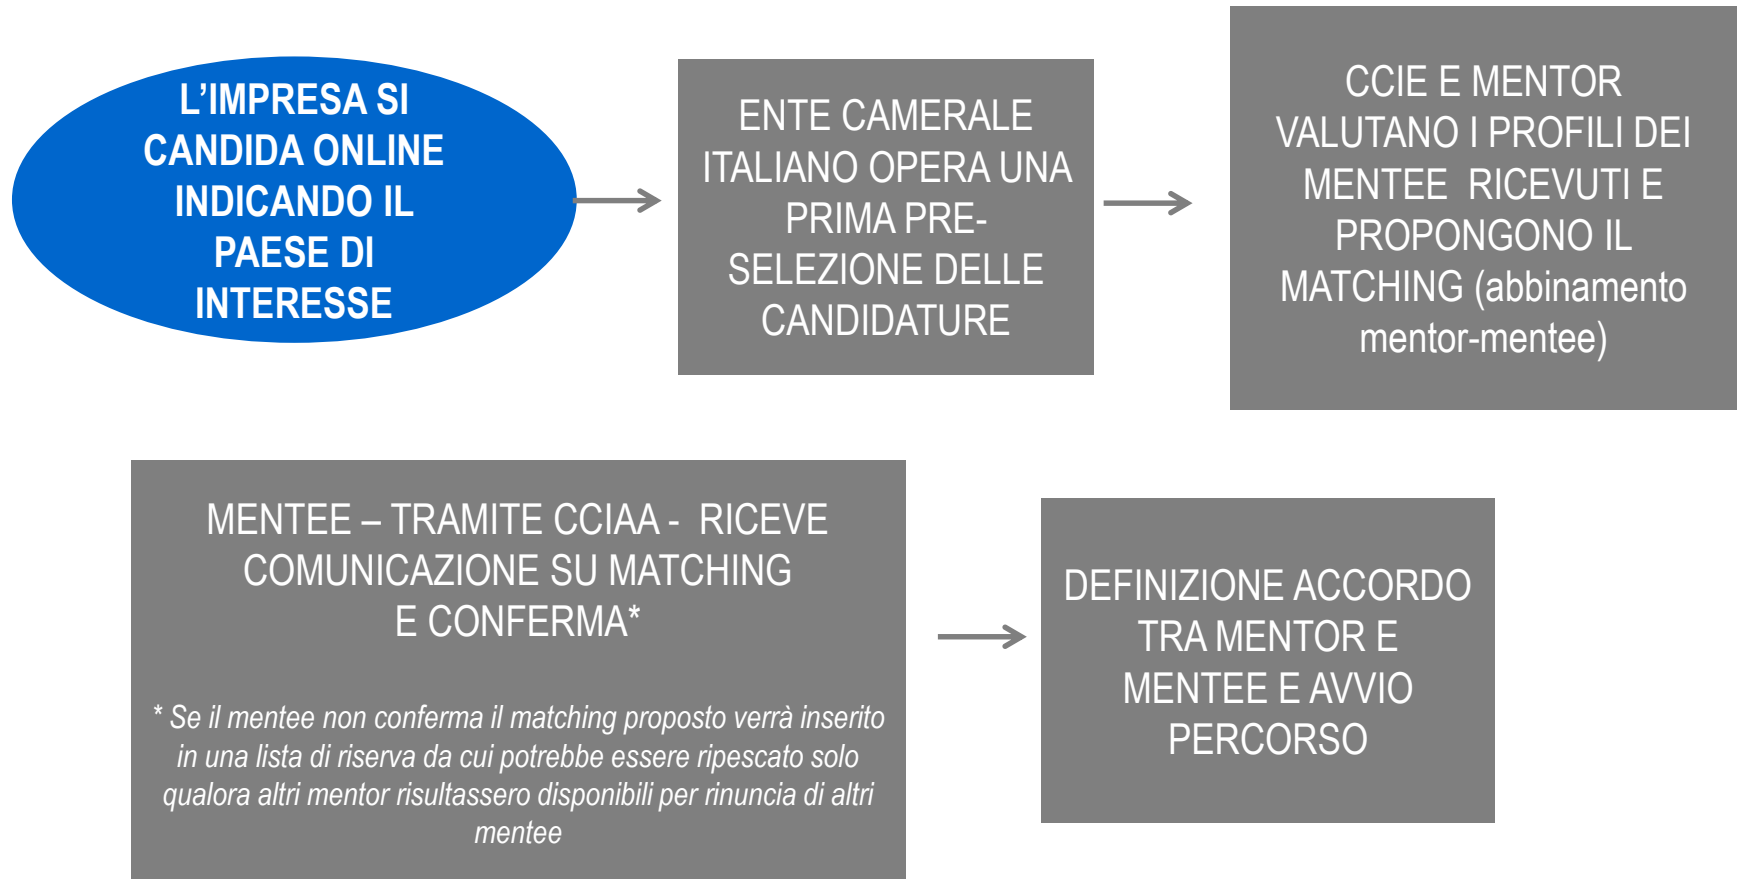 L'IMPRESA SI
CANDIDA ONLINE
INDICANDO IL
PAESE DI
INTERESSE
ENTE CAMERALE
ITALIANO OPERA UNA
PRIMA PRE-
SELEZIONE DELLE
CANDIDATURE
CCIE E MENTOR
VALUTANO I PROFILI DEI
MENTEE  RICEVUTI E
PROPONGONO IL
MATCHING (abbinamento
mentor-mentee)
MENTEE – TRAMITE CCIAA -  RICEVE
COMUNICAZIONE SU MATCHING
E CONFERMA*
* Se il mentee non conferma il matching proposto verrà inserito
in una lista di riserva da cui potrebbe essere ripescato solo
qualora altri mentor risultassero disponibili per rinuncia di altri
mentee
DEFINIZIONE ACCORDO
TRA MENTOR E
MENTEE E AVVIO
PERCORSO